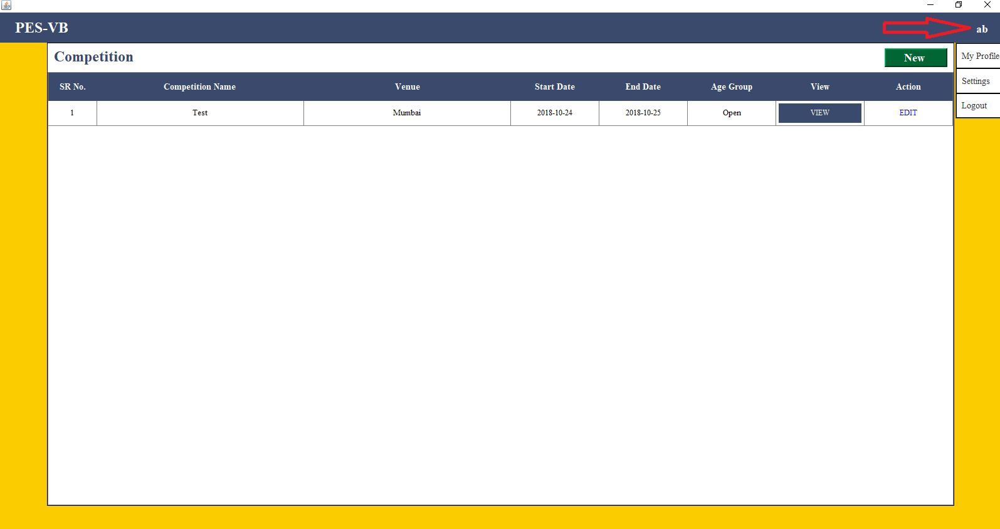 PES-VB
ab
Competition
New
My Profile
SR No. Competition Name Venue Start Date End Date Age Group View Action
Settings
1 Test Mumbai 2018-10-24 2018-10-25 Open VIEW EDIT
Logout